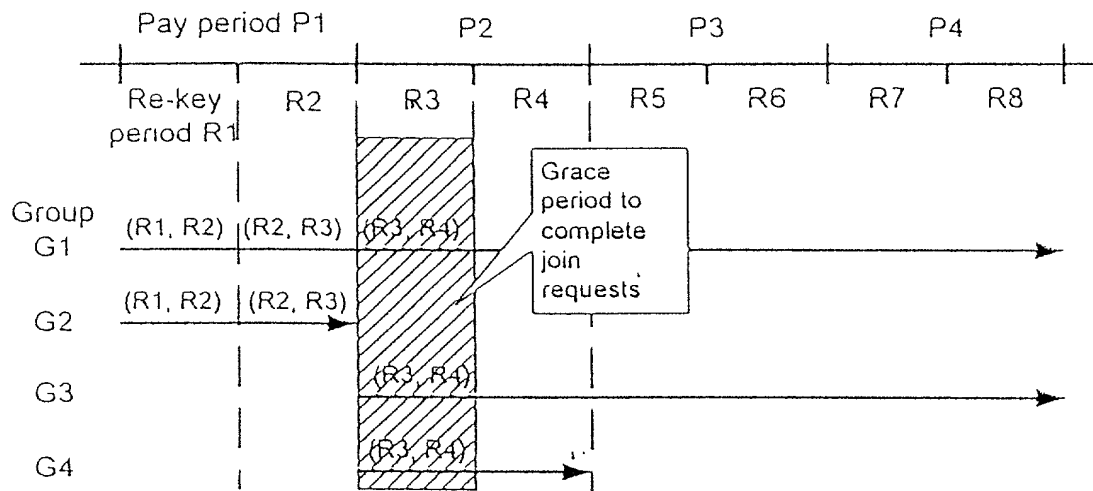 Pay period P1 P2 P3 P4
Re-key period R1 R2 R3 R4 R5 R6 R7 R8
Grace period to complete join requests
Group
G1 (R1, R2) (R2, R3) (R3, R4)
G2 (R1, R2) (R2, R3)
G3 (R3, R4)
G4 (R3, R4)